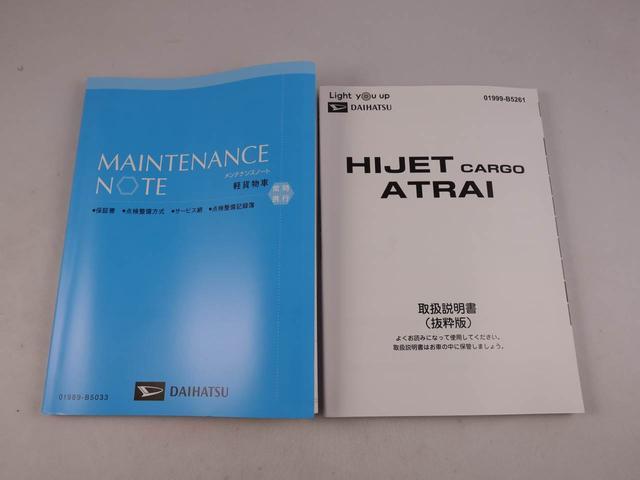 MAINTENANCE
NOTE
メンテナンスノート
軽貨物車
常時
携行
●保証書 ●点検整備方式 ●サービス網 ●点検整備記録簿
DAIHATSU
01989-B5033
Light you up
DAIHATSU
01999-B5261
HIJET CARGO
ATRAI
取扱説明書
（抜粋版）
よくお読みになって使用してください。
取扱説明書はお車の中に保管しましょう。